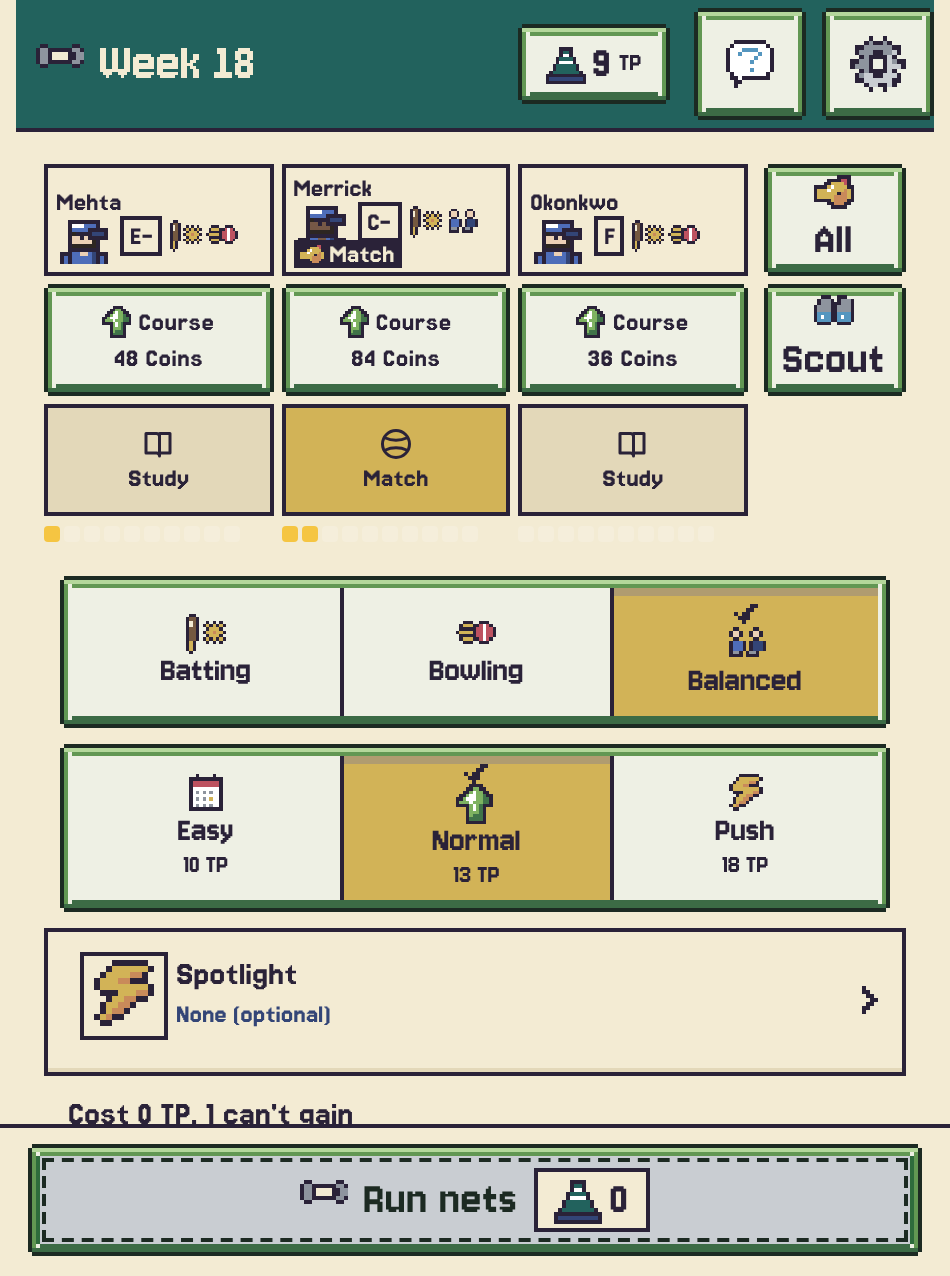 Week 18
9 TP
Mehta
E-
Merrick
C-
Match
Okonkwo
F
All
Course
48 Coins
Course
84 Coins
Course
36 Coins
Scout
Study
Match
Study
Batting
Bowling
Balanced
Easy
10 TP
Normal
13 TP
Push
18 TP
Spotlight
None (optional)
Cost 0 TP. 1 can't gain
Run nets 0